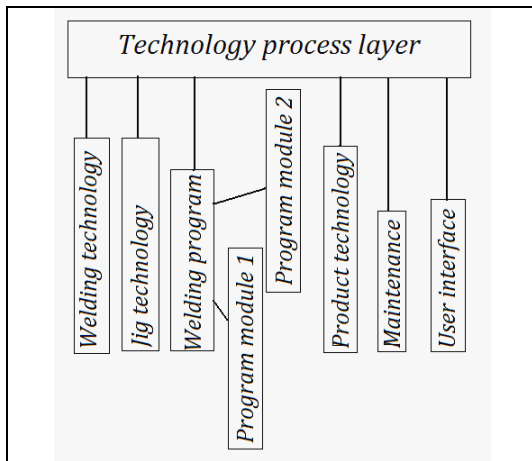 Technology process layer
Welding technology
Jig technology
Welding program
Program module 1
Program module 2
Product technology
Maintenance
User interface